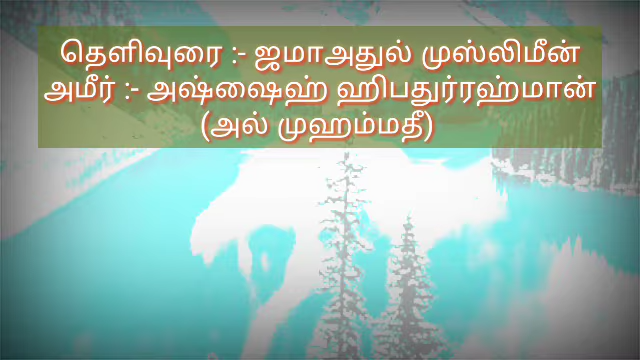 தெளிவுரை :- ஜமாஅதுல் முஸ்லிமீன்
அமீர் :- அஷ்ஷைஹ் ஹிபதுர்ரஹ்மான்
(அல் முஹம்மதீ)